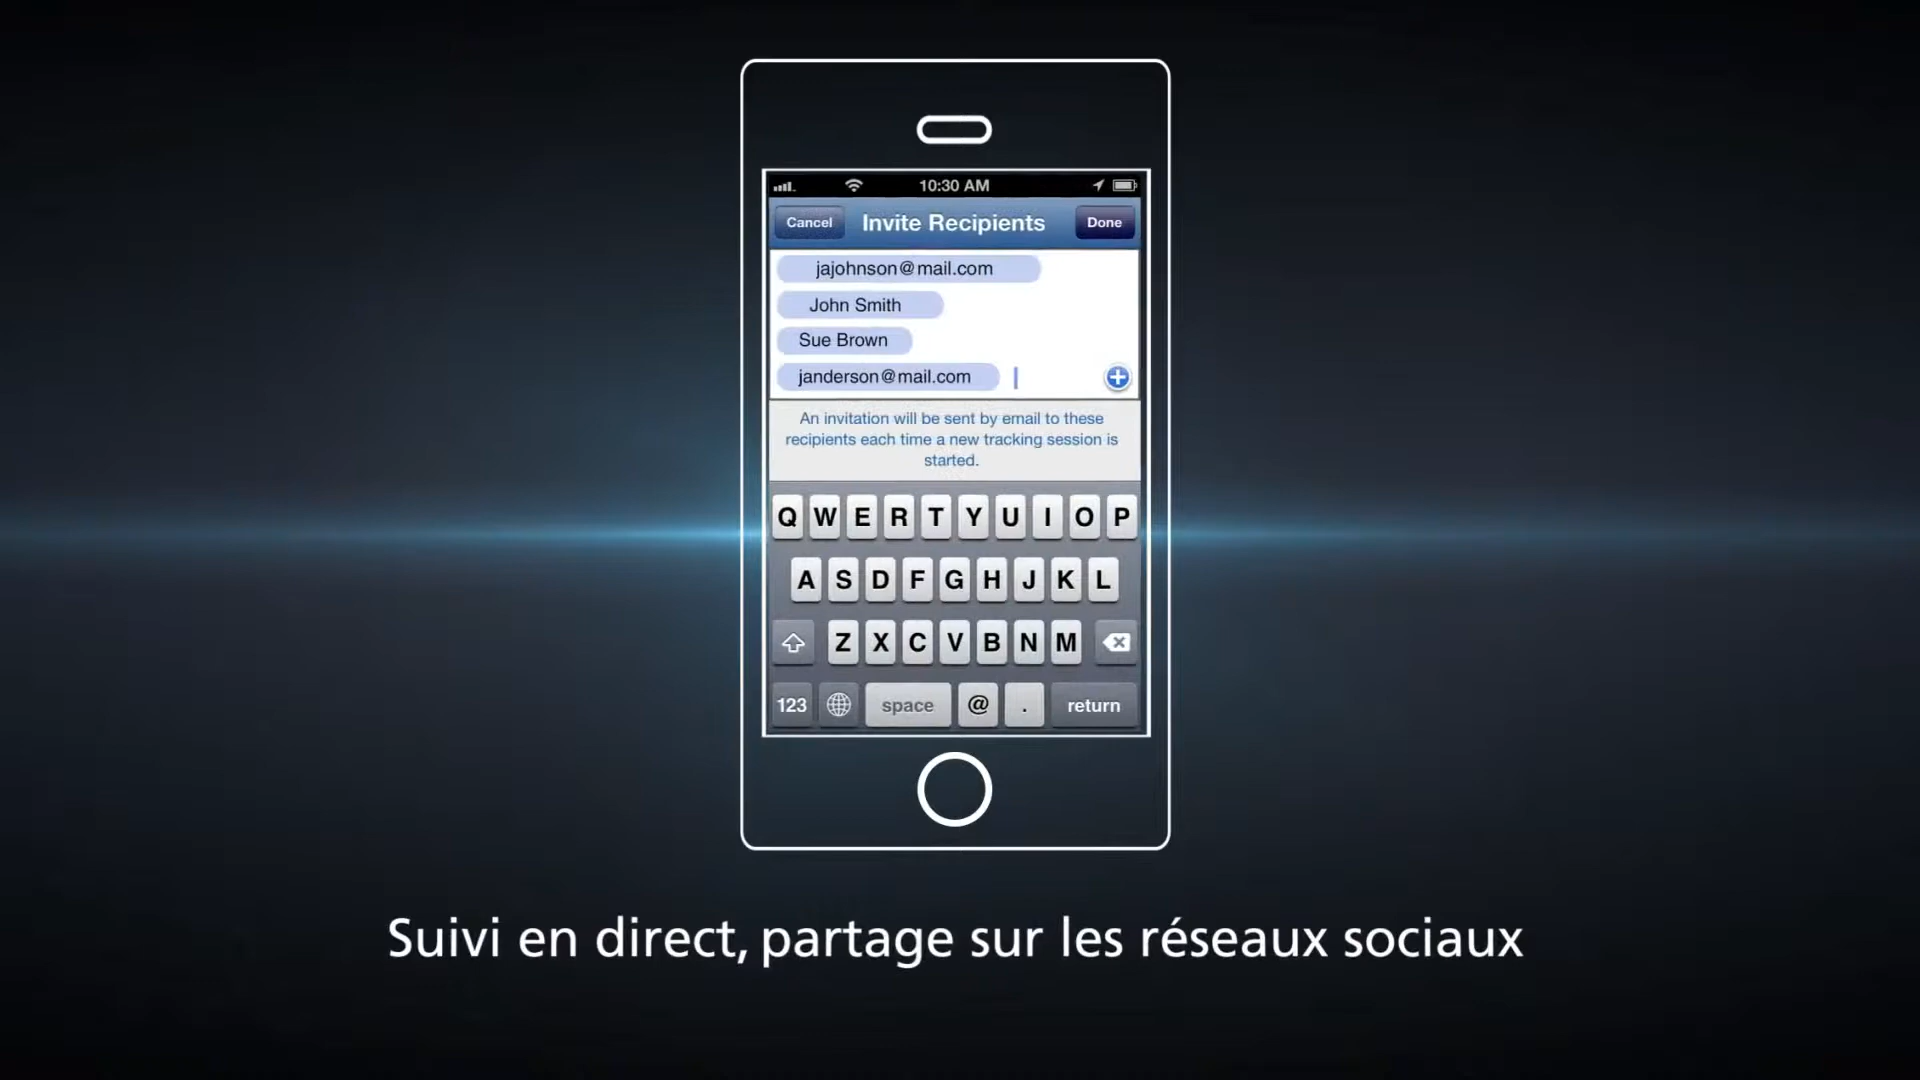 10:30 AM
Cancel Invite Recipients Done
jajohnson@mail.com
John Smith
Sue Brown
janderson@mail.com
An invitation will be sent by email to these
recipients each time a new tracking session is
started.
Q W E R T Y U I O P
A S D F G H J K L
Z X C V B N M
123 space @ . return
Suivi en direct, partage sur les réseaux sociaux